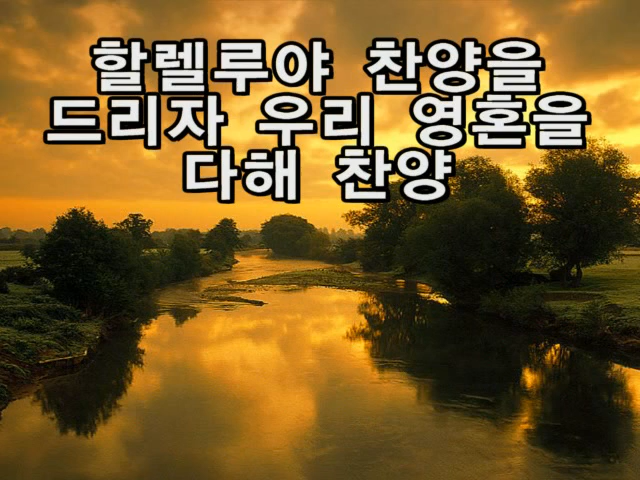 할렐루야 찬양을
드리자 우리 영혼을
다해 찬양